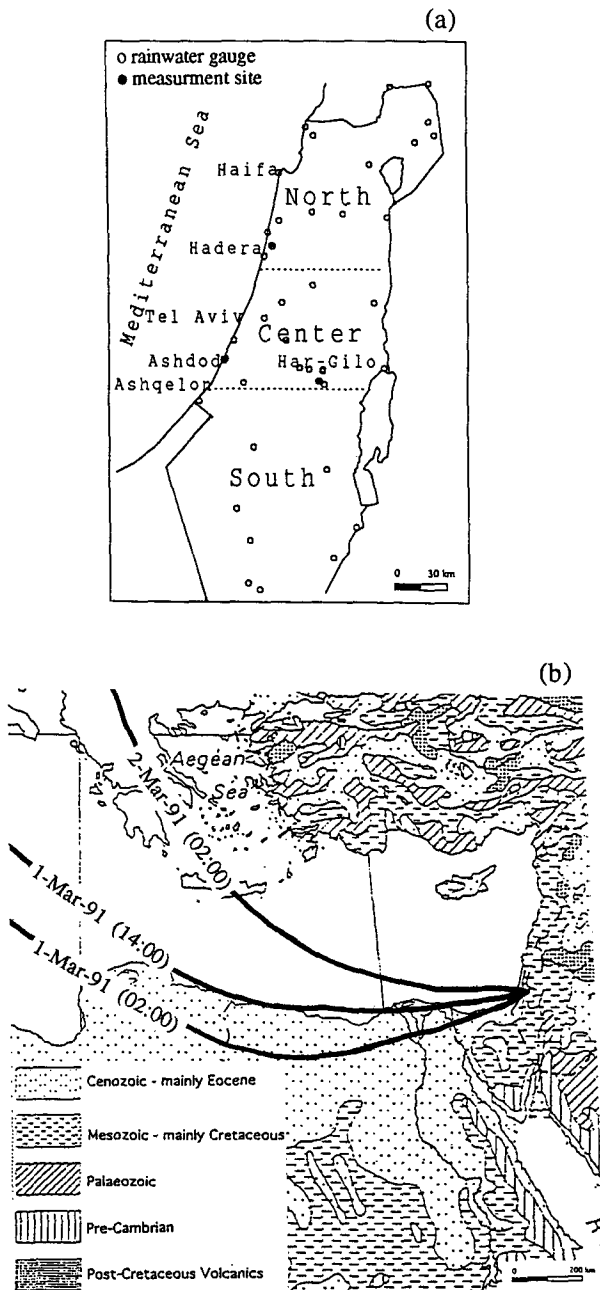 (a)
o rainwater gauge
● measurment site
Mediterranean Sea
Haifa
North
Hadera
Tel Aviv
Center
Ashdod
Har-Gilo
Ashqelon
South
0 30 km
(b)
Aegean
Sea
2-Mar-91 (02:00)
1-Mar-91 (14:00)
1-Mar-91 (02:00)
Cenozoic - mainly Eocene
Mesozoic - mainly Cretaceous
Palaeozoic
Pre-Cambrian
Post-Cretaceous Volcanics
0 200 km